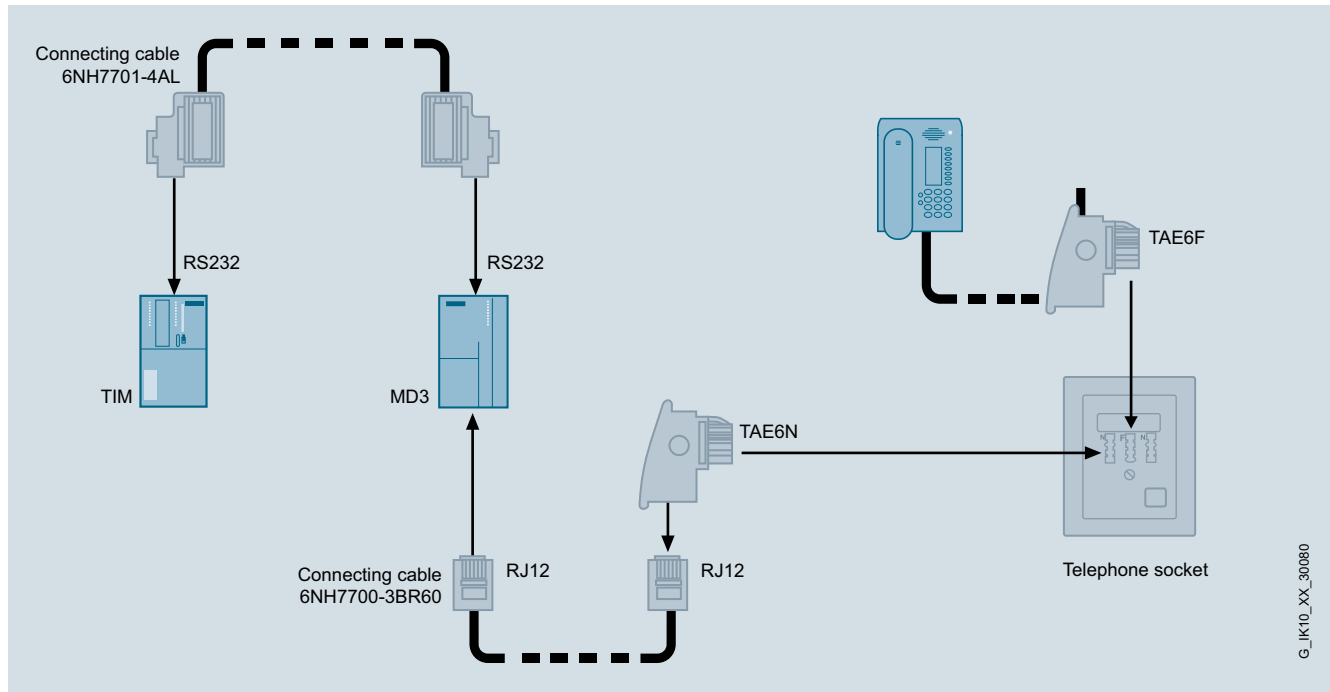 Connecting cable
6NH7701-4AL
RS232
RS232
TIM
MD3
TAE6F
TAE6N
N F N
Connecting cable
6NH7700-3BR60
RJ12
RJ12
Telephone socket
G_IK10_XX_30080